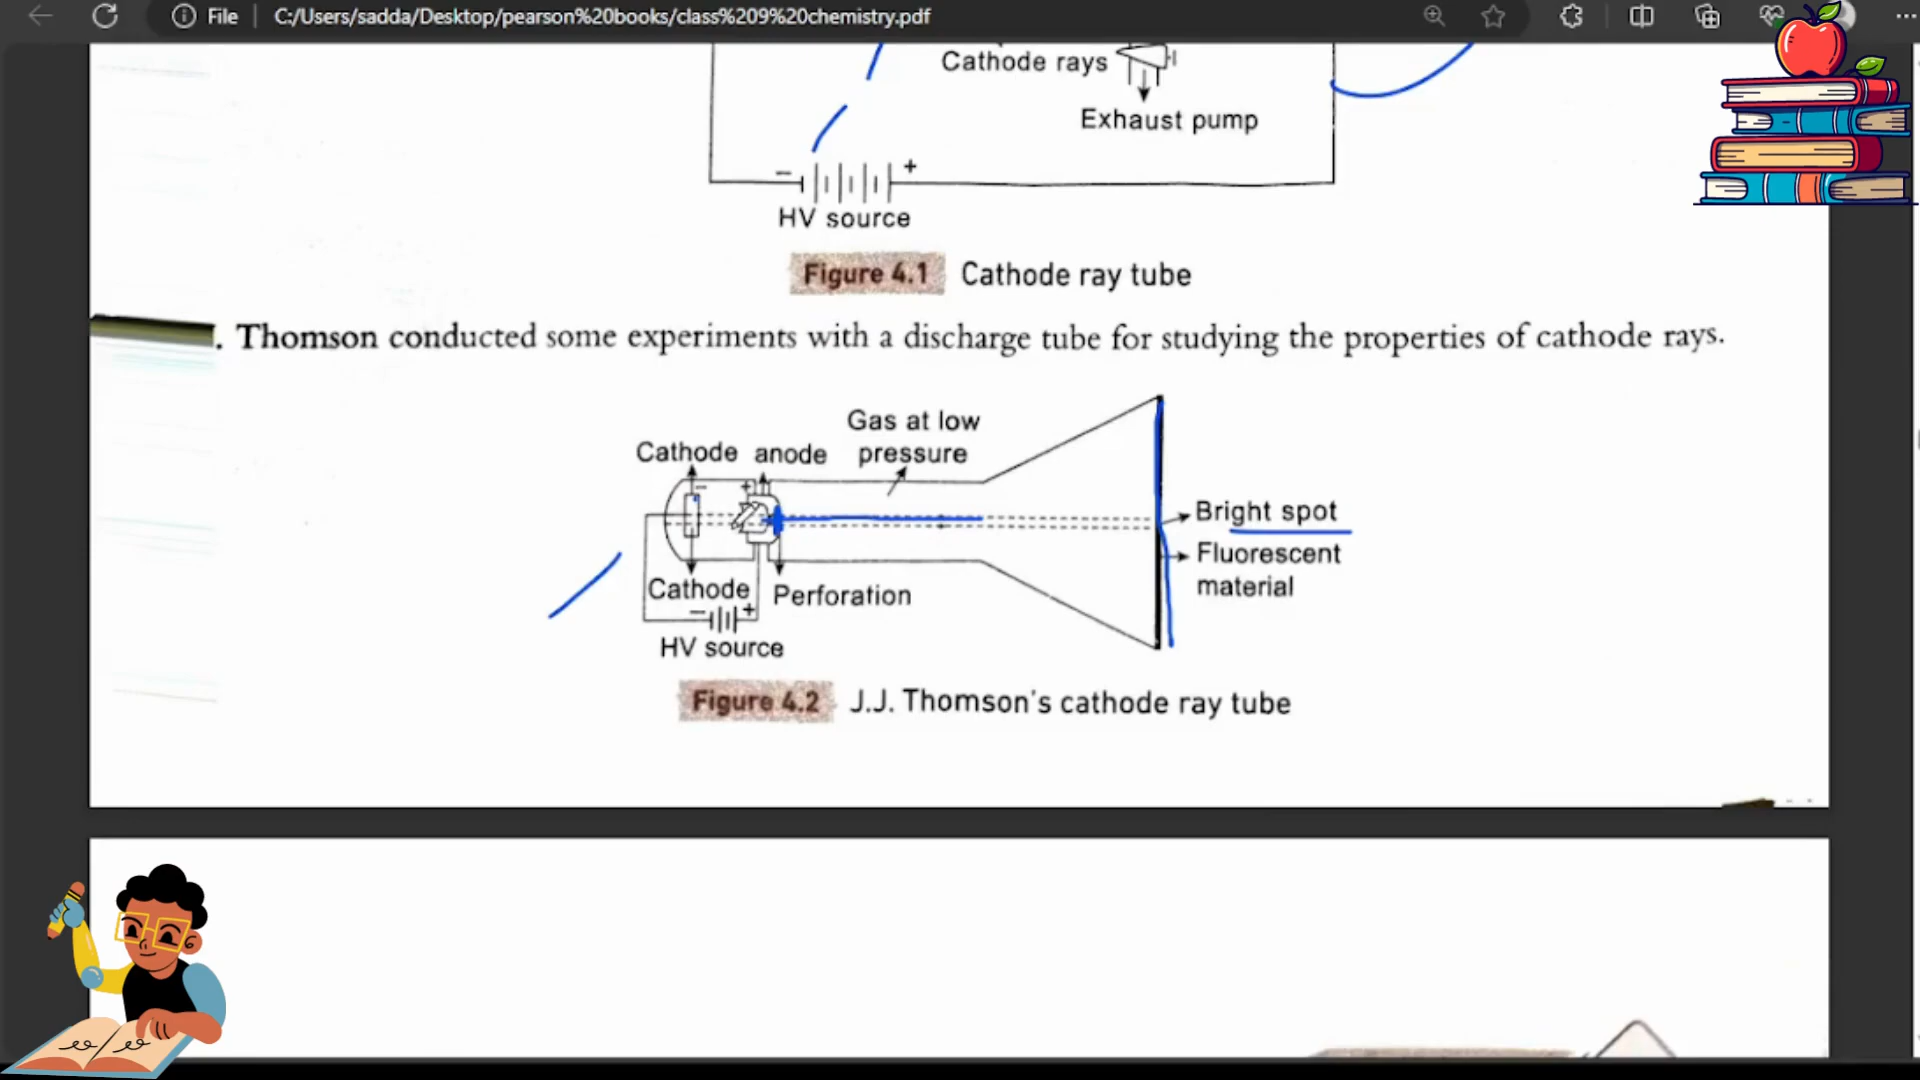 File
C:/Users/sadda/Desktop/pearson%20books/class%209%20chemistry.pdf
Cathode rays
Exhaust pump
− +
HV source
Figure 4.1 Cathode ray tube
. Thomson conducted some experiments with a discharge tube for studying the properties of cathode rays.
Gas at low
pressure
Cathode anode
− +
Bright spot
Fluorescent
material
Cathode
Perforation
− +
HV source
Figure 4.2 J.J. Thomson's cathode ray tube